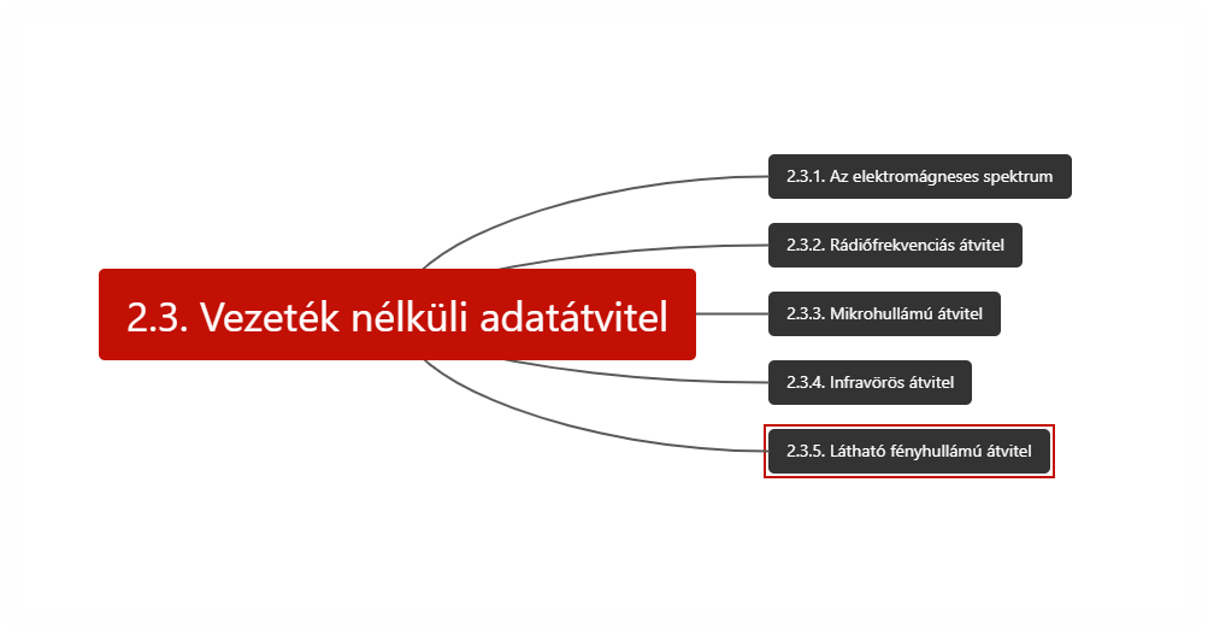 2.3. Vezeték nélküli adatátvitel
2.3.1. Az elektromágneses spektrum
2.3.2. Rádiófrekvenciás átvitel
2.3.3. Mikrohullámú átvitel
2.3.4. Infravörös átvitel
2.3.5. Látható fényhullámú átvitel